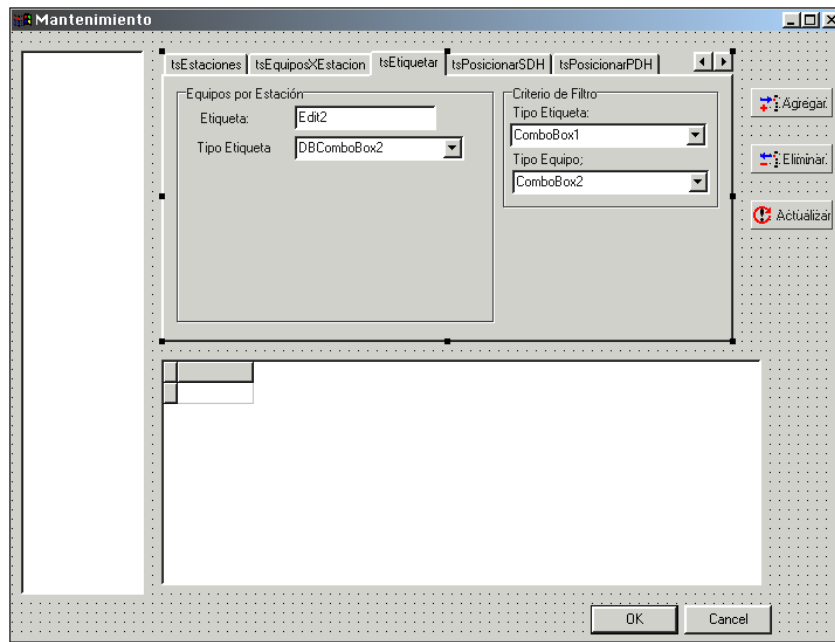 Mantenimiento
tsEstaciones tsEquiposXEstacion tsEtiquetar tsPosicionarSDH tsPosicionarPDH
Equipos por Estación
Etiqueta: Edit2
Tipo Etiqueta DBComboBox2
Criterio de Filtro
Tipo Etiqueta:
ComboBox1
Tipo Equipo;
ComboBox2
Agregar.
Eliminar.
Actualizar
OK Cancel